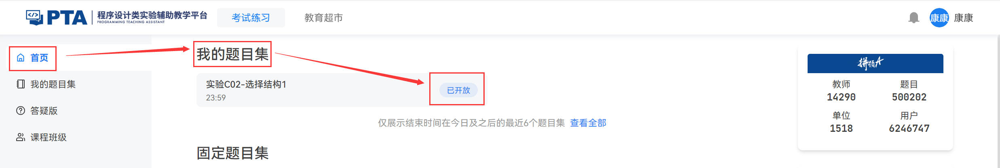 PTA 程序设计类实验辅助教学平台
PROGRAMMING TEACHING ASSISTANT
考试练习
教育超市
康康 康康
首页
我的题目集
答疑版
课程班级
我的题目集
实验C02-选择结构1
23:59
已开放
仅展示结束时间在今日及之后的最近6个题目集 查看全部
固定题目集
拼题A
教师 题目
14290 500202
单位 用户
1518 6246747